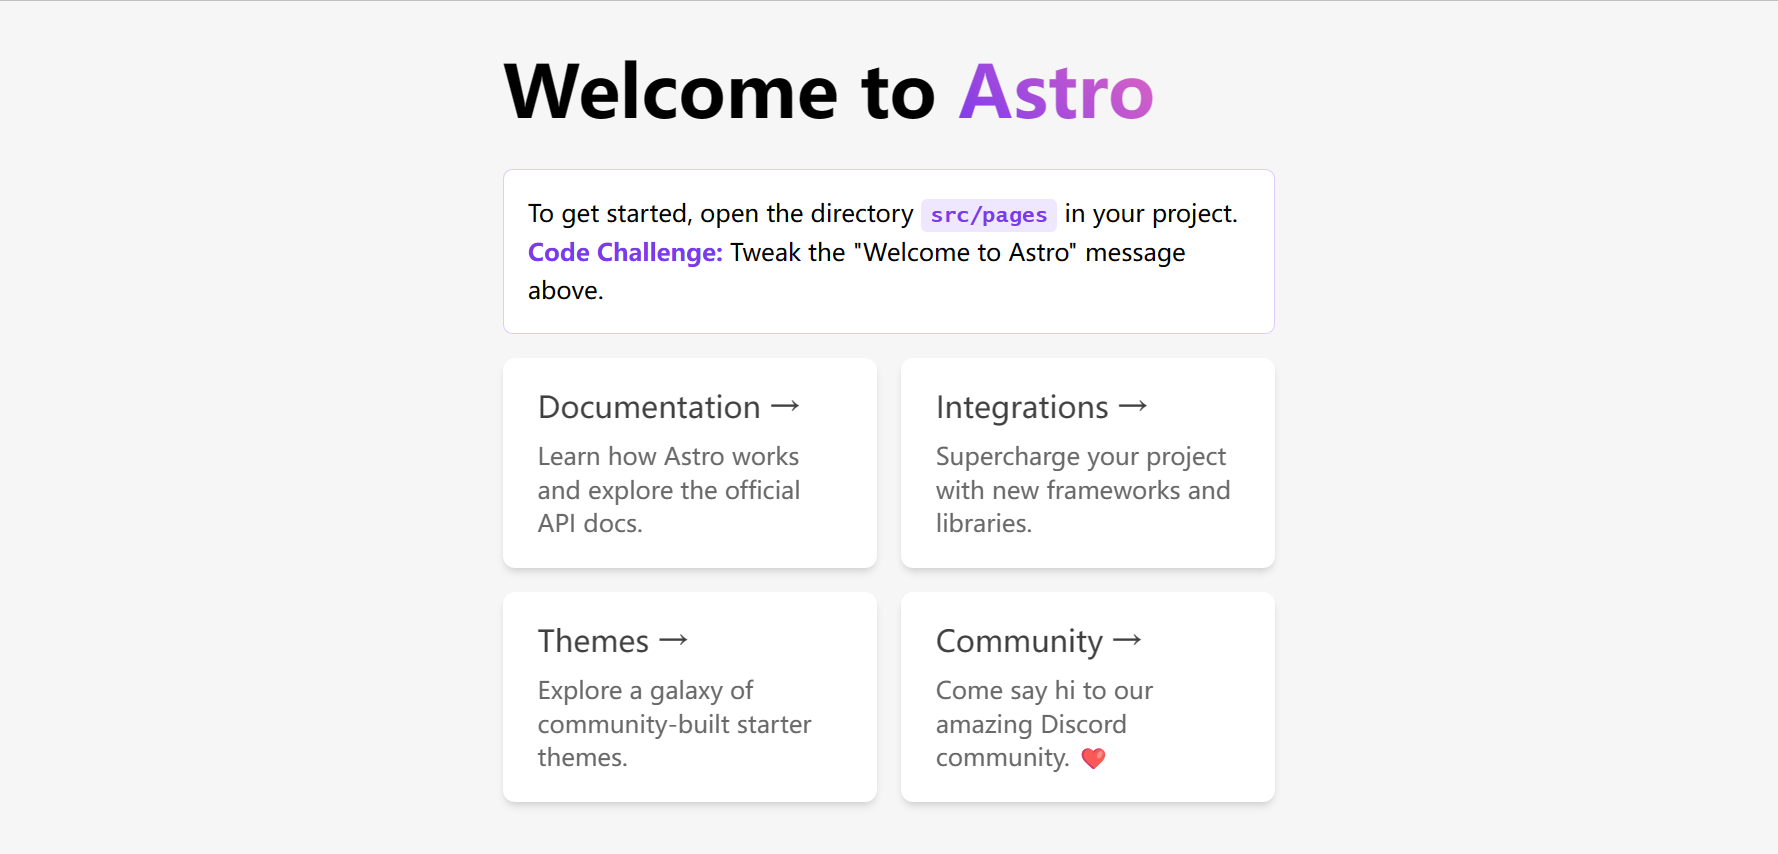 Welcome to Astro
To get started, open the directory src/pages in your project.
Code Challenge: Tweak the "Welcome to Astro" message
above.
Documentation →
Learn how Astro works
and explore the official
API docs.
Integrations →
Supercharge your project
with new frameworks and
libraries.
Themes →
Explore a galaxy of
community-built starter
themes.
Community →
Come say hi to our
amazing Discord
community. ❤️